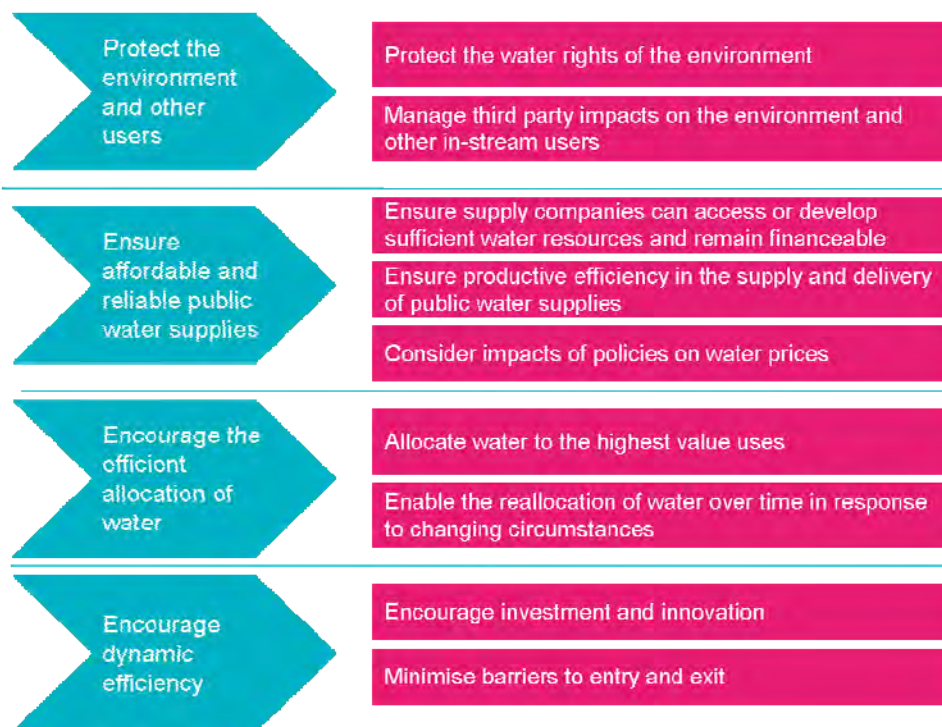 Protect the
environment
and other
users
Protect the water rights of the environment
Manage third party impacts on the environment and
other in-stream users
Ensure
affordable and
reliable public
water supplies
Ensure supply companies can access or develop
sufficient water resources and remain financeable
Ensure productive efficiency in the supply and delivery
of public water supplies
Consider impacts of policies on water prices
Encourage the
efficient
allocation of
water
Allocate water to the highest value uses
Enable the reallocation of water over time in response
to changing circumstances
Encourage
dynamic
efficiency
Encourage investment and innovation
Minimise barriers to entry and exit